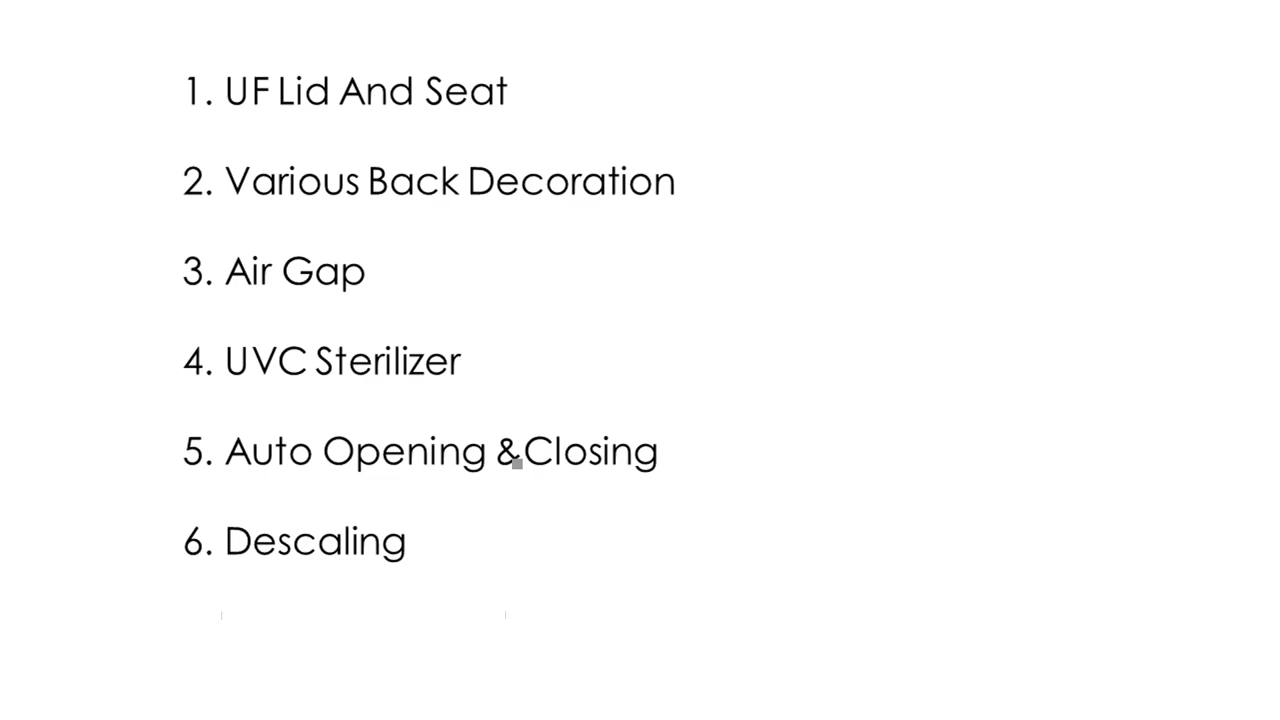 1. UF Lid And Seat
2. Various Back Decoration
3. Air Gap
4. UVC Sterilizer
5. Auto Opening &Closing
6. Descaling